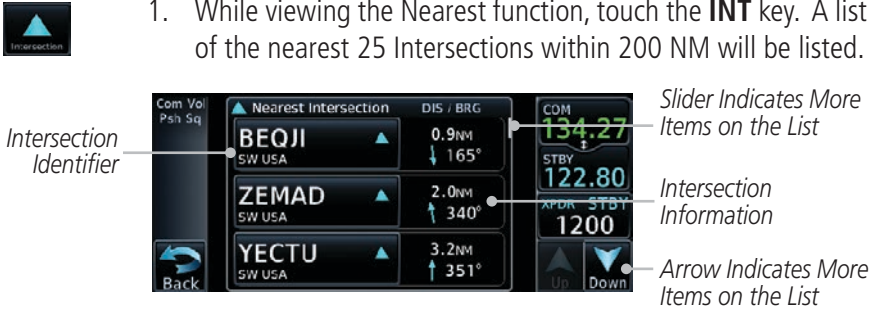 Intersection
1. While viewing the Nearest function, touch the INT key. A list
of the nearest 25 Intersections within 200 NM will be listed.
Intersection
Identifier
Com Vol
Psh Sq
Back
Nearest Intersection DIS / BRG
BEQJI
SW USA
0.9NM
165°
ZEMAD
SW USA
2.0NM
340°
YECTU
SW USA
3.2NM
351°
COM
134.27
STBY
122.80
XPDR STBY
1200
Up
Down
Slider Indicates More
Items on the List
Intersection
Information
Arrow Indicates More
Items on the List